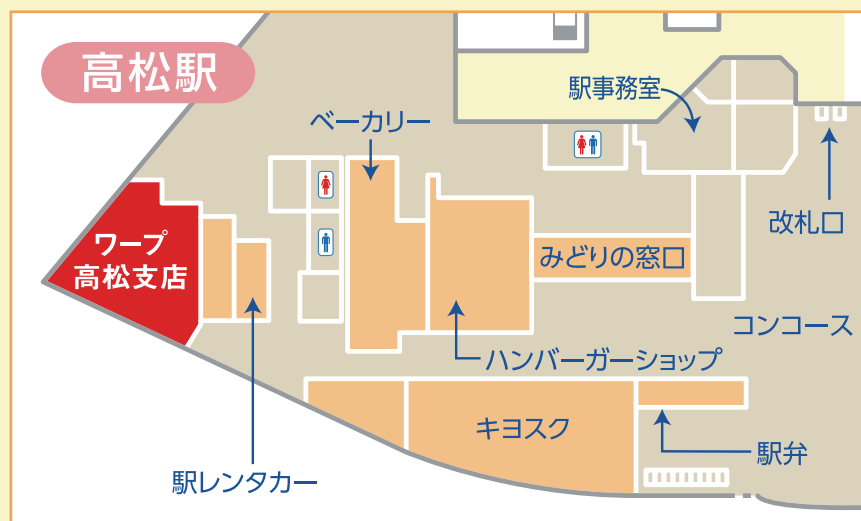 高松駅
駅事務室
ベーカリー
改札口
ワープ
高松支店
みどりの窓口
コンコース
ハンバーガーショップ
キヨスク
駅弁
駅レンタカー